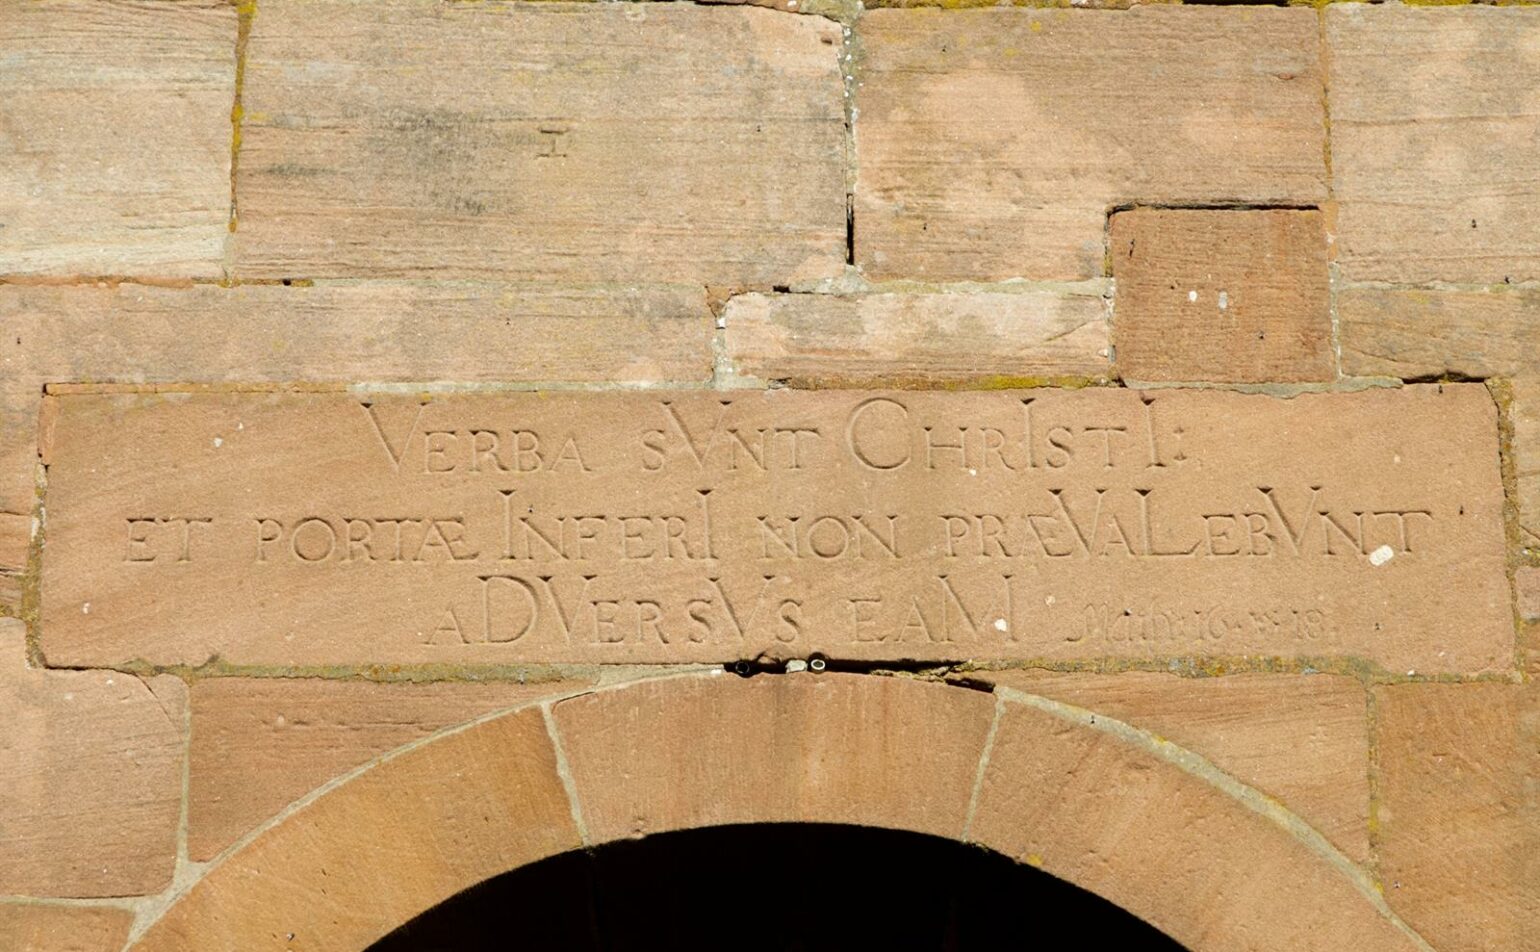 VERBA SVNT CHRISTI:
ET PORTÆ INFERI NON PRÆVALEBVNT
ADVERSVS EAM Math: 16. v. 18.